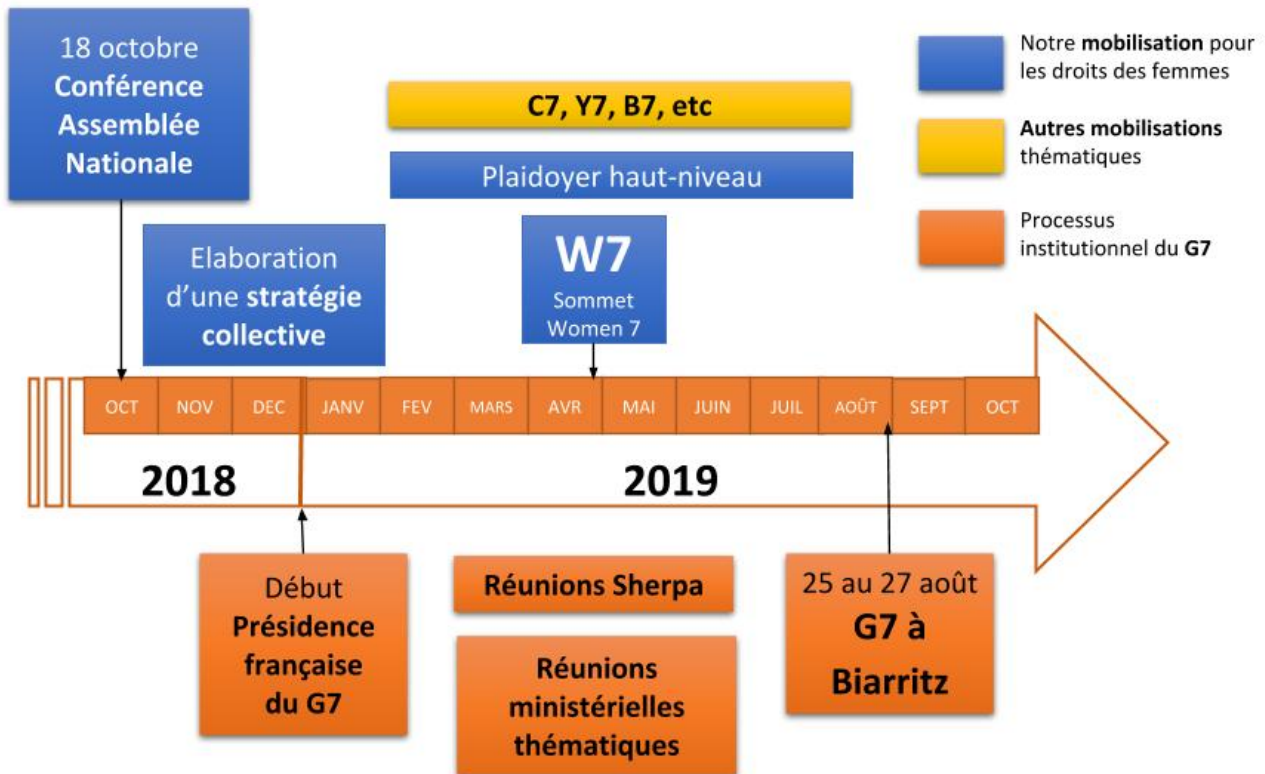 18 octobre
Conférence
Assemblée
Nationale
C7, Y7, B7, etc
Plaidoyer haut-niveau
Notre mobilisation pour
les droits des femmes
Autres mobilisations
thématiques
Processus
institutionnel du G7
Elaboration
d'une stratégie
collective
W7
Sommet
Women 7
OCT NOV DEC JANV FEV MARS AVR MAI JUIN JUIL AOÛT SEPT OCT
2018 2019
Début
Présidence
française
du G7
Réunions Sherpa
Réunions
ministérielles
thématiques
25 au 27 août
G7 à
Biarritz